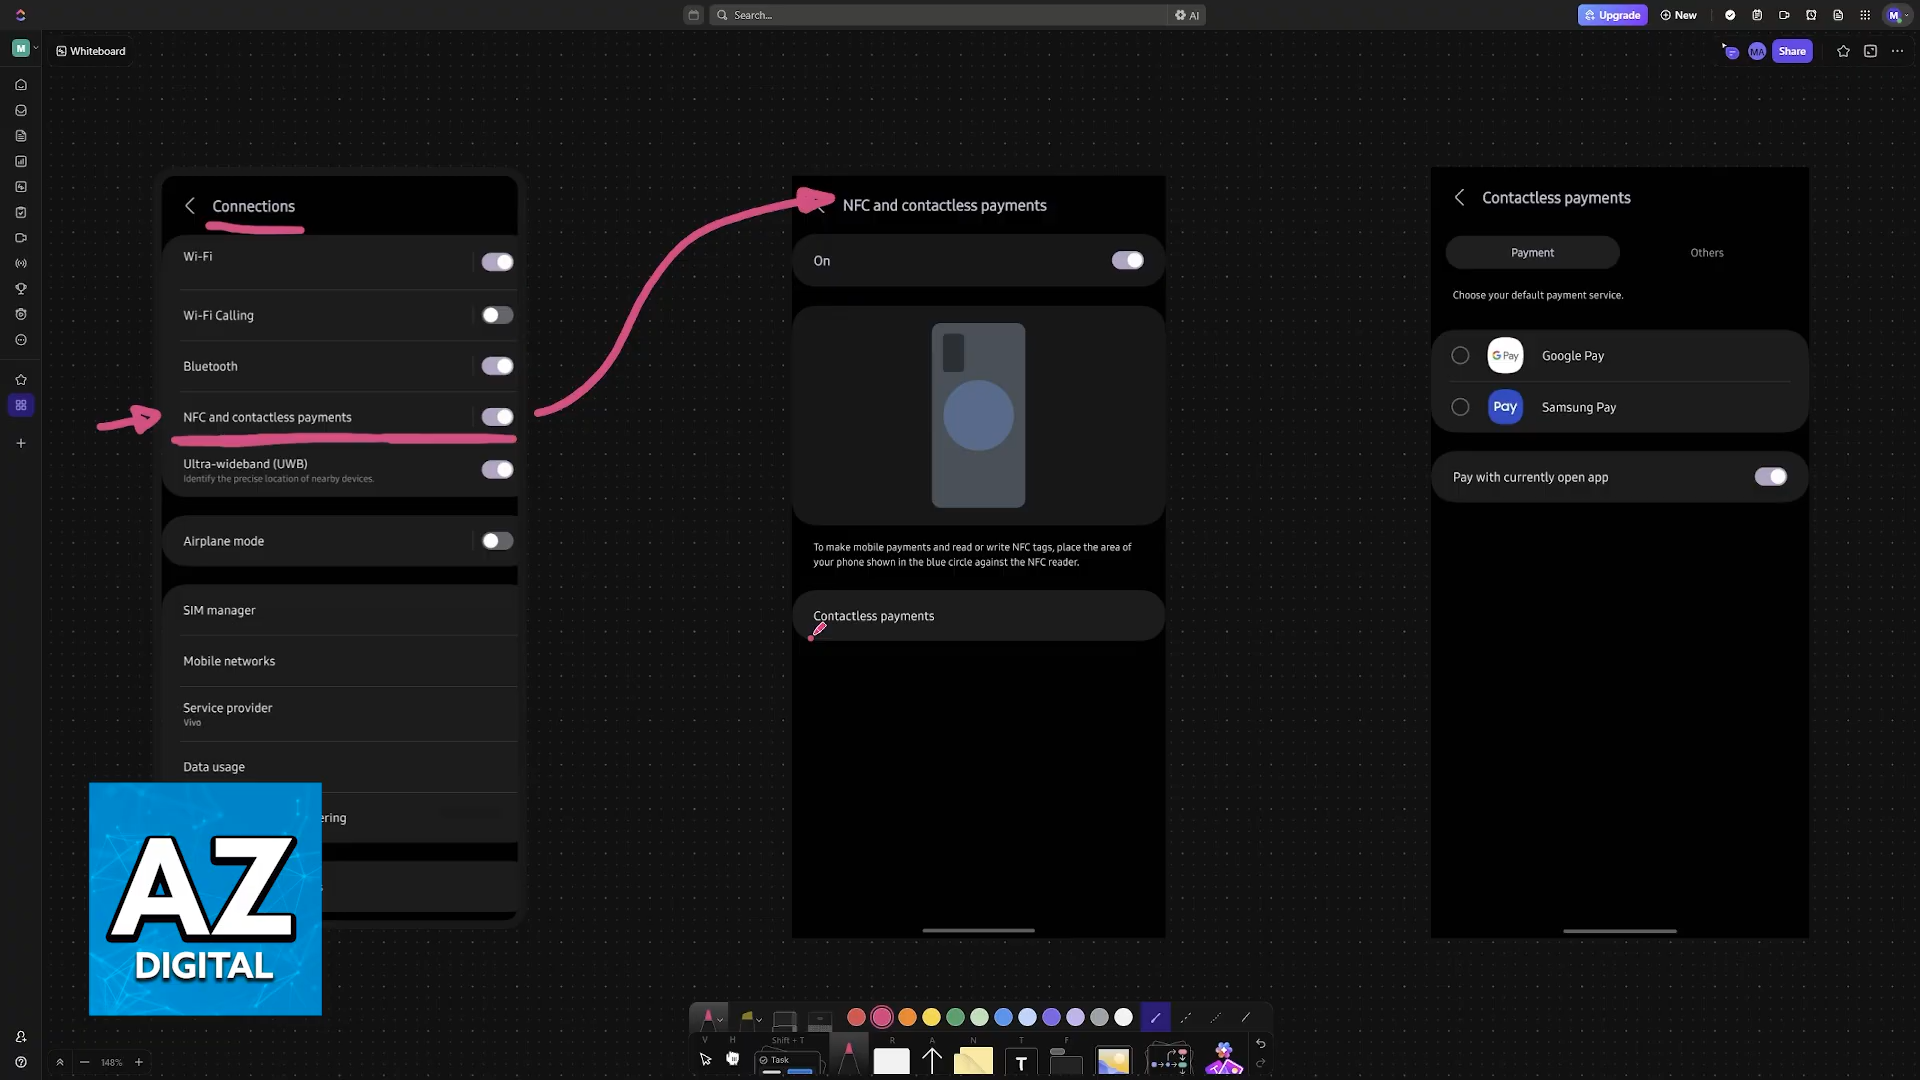 Search...
AI
Upgrade
New
M
M
Whiteboard
MA
Share
Connections
Wi-Fi
Wi-Fi Calling
Bluetooth
NFC and contactless payments
Ultra-wideband (UWB)
Identify the precise location of nearby devices.
Airplane mode
SIM manager
Mobile networks
Service provider
Vivo
Data usage
ering
s
AZ
DIGITAL
NFC and contactless payments
On
To make mobile payments and read or write NFC tags, place the area of
your phone shown in the blue circle against the NFC reader.
Contactless payments
Contactless payments
Payment
Others
Choose your default payment service.
G Pay
Google Pay
Pay
Samsung Pay
Pay with currently open app
V
H
Shift + T
R
A
N
T
F
Task
T
148%